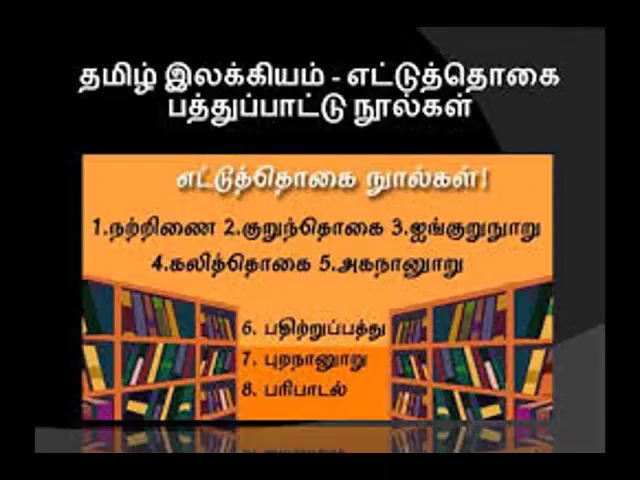 தமிழ் இலக்கியம் - எட்டுத்தொகை
பத்துப்பாட்டு நூல்கள்
எட்டுத்தொகை நூல்கள்!
1.நற்றிணை 2.குறுந்தொகை 3.ஐங்குறுநூறு
4.கலித்தொகை 5.அகநானூறு
6. பதிற்றுப்பத்து
7. புறநானூறு
8. பரிபாடல்